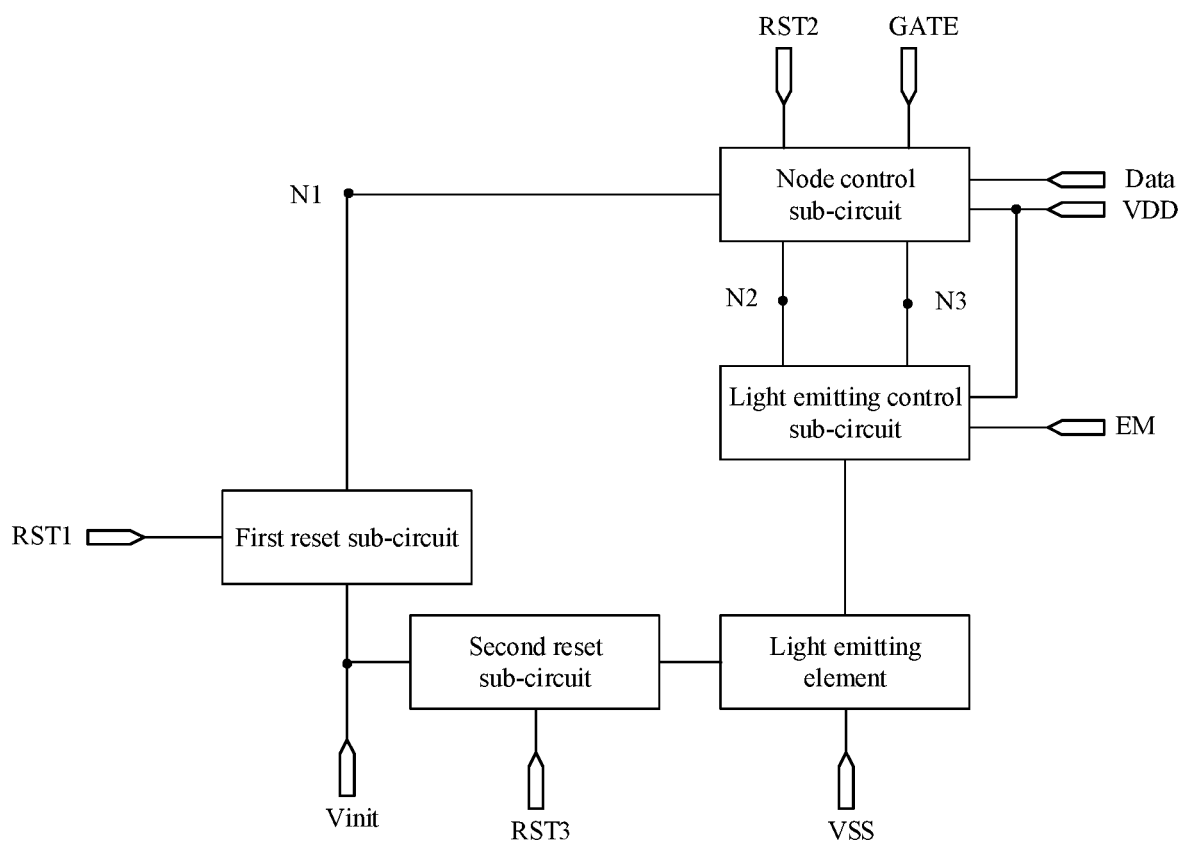 RST2
GATE
Node control
sub-circuit
Data
VDD
N1
N2
N3
Light emitting control
sub-circuit
EM
RST1
First reset sub-circuit
Second reset
sub-circuit
Light emitting
element
Vinit
RST3
VSS